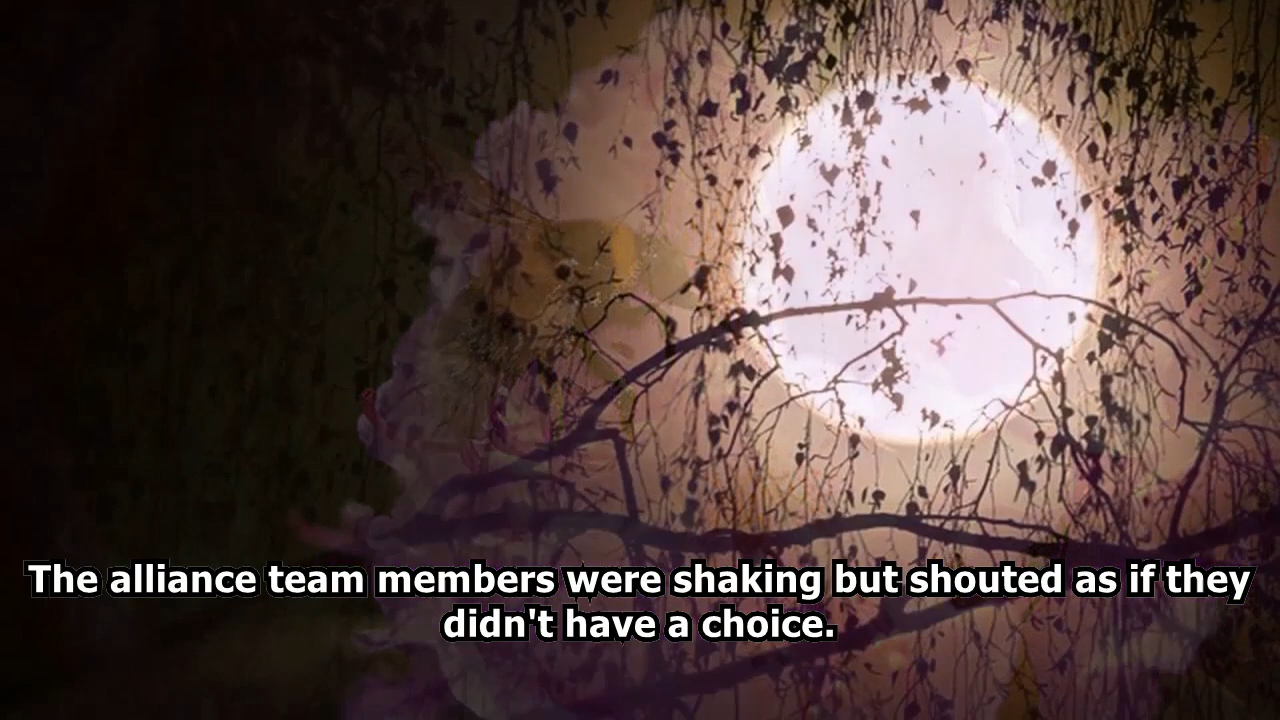 The alliance team members were shaking but shouted as if they
didn't have a choice.